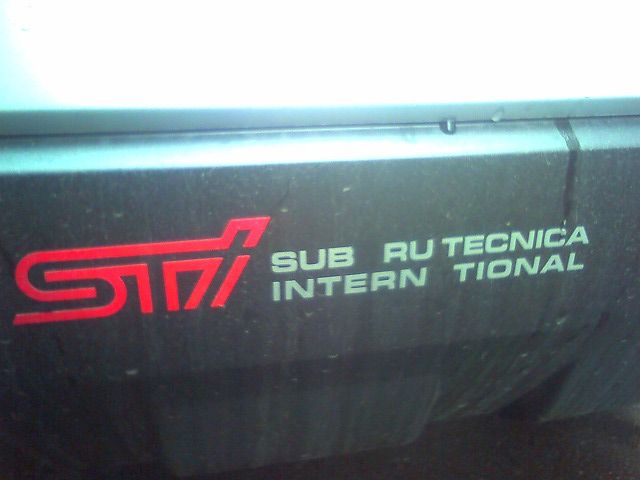 STi
SUB RU TECNICA
INTERN TIONAL